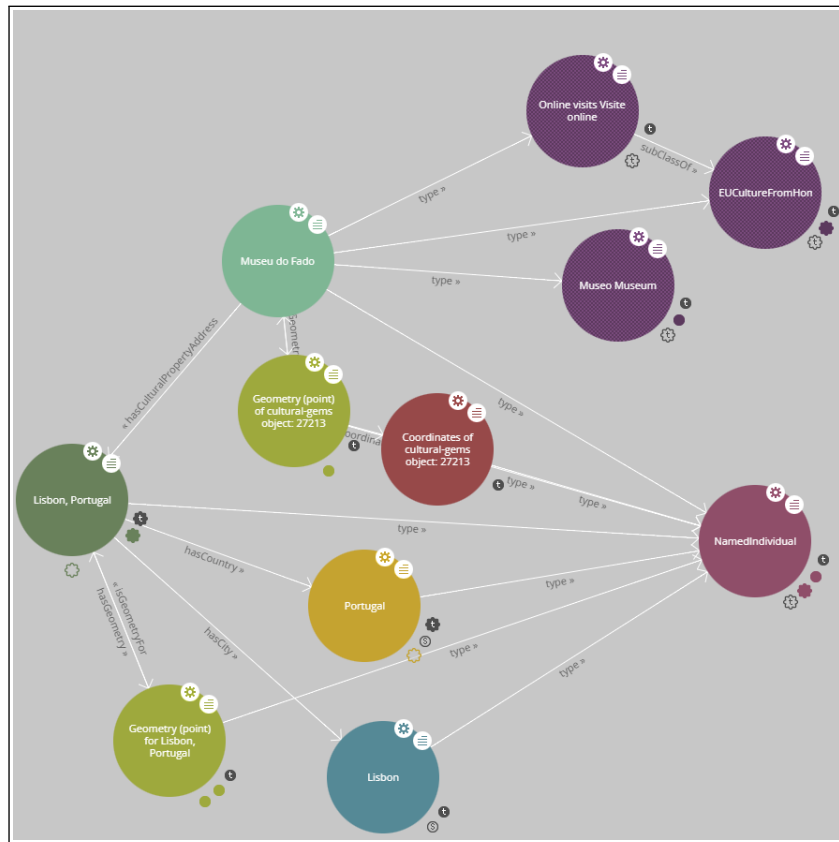 Online visits Visite
online
subClassOf »
EUCultureFromHon
type »
type »
Museu do Fado
type »
Museo Museum
« hasCulturalPropertyAddress
Geometry (point)
of cultural-gems
object: 27213
Coordinates of
cultural-gems
object: 27213
type »
type »
type »
Lisbon, Portugal
type »
NamedIndividual
hasCountry »
« isGeometryFor
hasGeometry »
hasCity »
Portugal
type »
type »
type »
Geometry (point)
for Lisbon,
Portugal
Lisbon